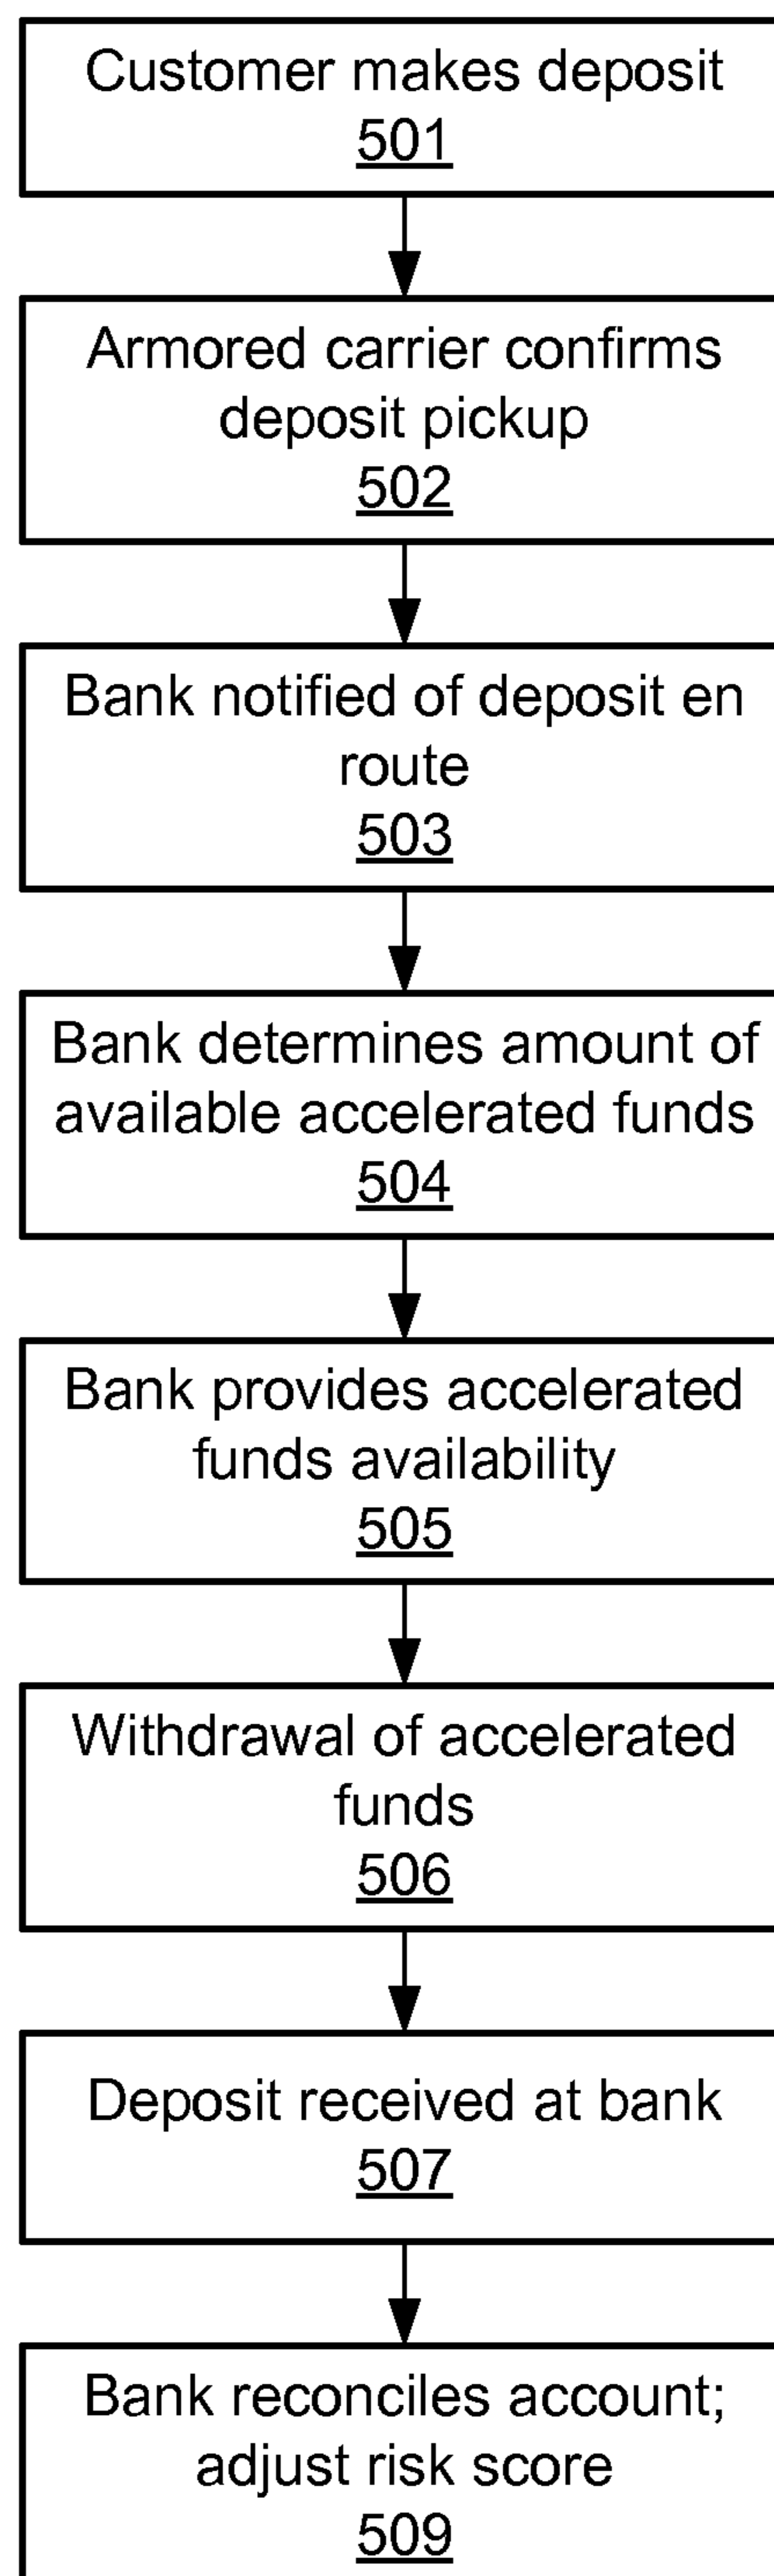 Customer makes deposit
501
Armored carrier confirms
deposit pickup
502
Bank notified of deposit en
route
503
Bank determines amount of
available accelerated funds
504
Bank provides accelerated
funds availability
505
Withdrawal of accelerated
funds
506
Deposit received at bank
507
Bank reconciles account;
adjust risk score
509